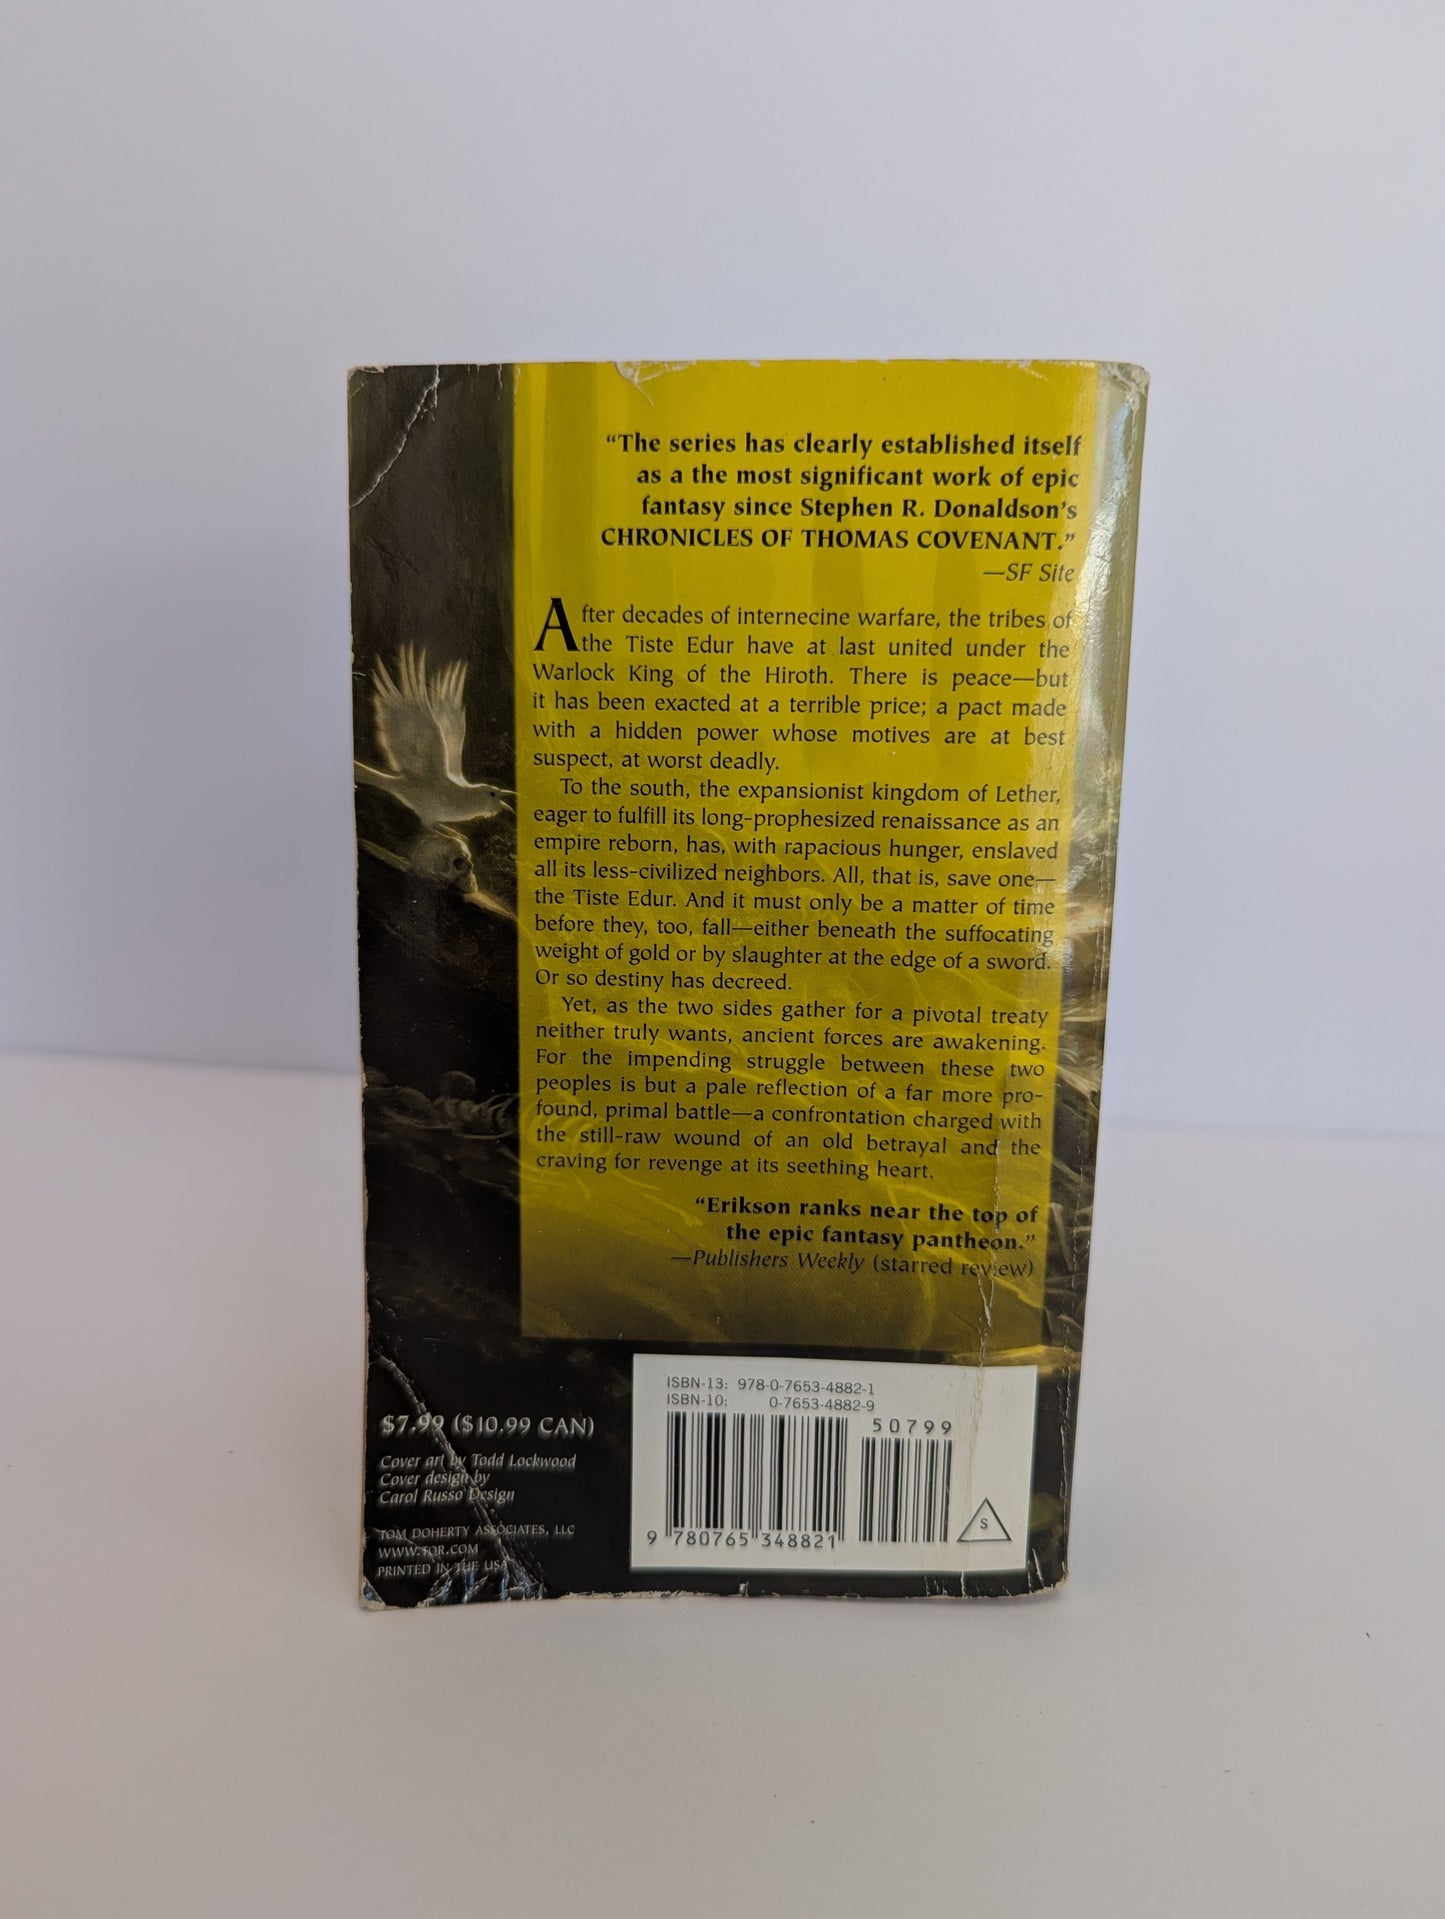 “The series has clearly established itself
as a the most significant work of epic
fantasy since Stephen R. Donaldson’s
CHRONICLES OF THOMAS COVENANT.”
—SF Site
After decades of internecine warfare, the tribes of
the Tiste Edur have at last united under the
Warlock King of the Hiroth. There is peace—but
it has been exacted at a terrible price; a pact made
with a hidden power whose motives are at best
suspect, at worst deadly.
To the south, the expansionist kingdom of Lether,
eager to fulfill its long-prophesized renaissance as an
empire reborn, has, with rapacious hunger, enslaved
all its less-civilized neighbors. All, that is, save one—
the Tiste Edur. And it must only be a matter of time
before they, too, fall—either beneath the suffocating
weight of gold or by slaughter at the edge of a sword.
Or so destiny has decreed.
Yet, as the two sides gather for a pivotal treaty
neither truly wants, ancient forces are awakening.
For the impending struggle between these two
peoples is but a pale reflection of a far more pro-
found, primal battle—a confrontation charged with
the still-raw wound of an old betrayal and the
craving for revenge at its seething heart.
“Erikson ranks near the top of
the epic fantasy pantheon.”
—Publishers Weekly (starred review)
ISBN-13: 978-0-7653-4882-1
ISBN-10: 0-7653-4882-9
50799
9 780765 348821
S
$7.99 ($10.99 CAN)
Cover art by Todd Lockwood
Cover design by
Carol Russo Design
TOM DOHERTY ASSOCIATES, LLC
WWW.TOR.COM
PRINTED IN THE USA